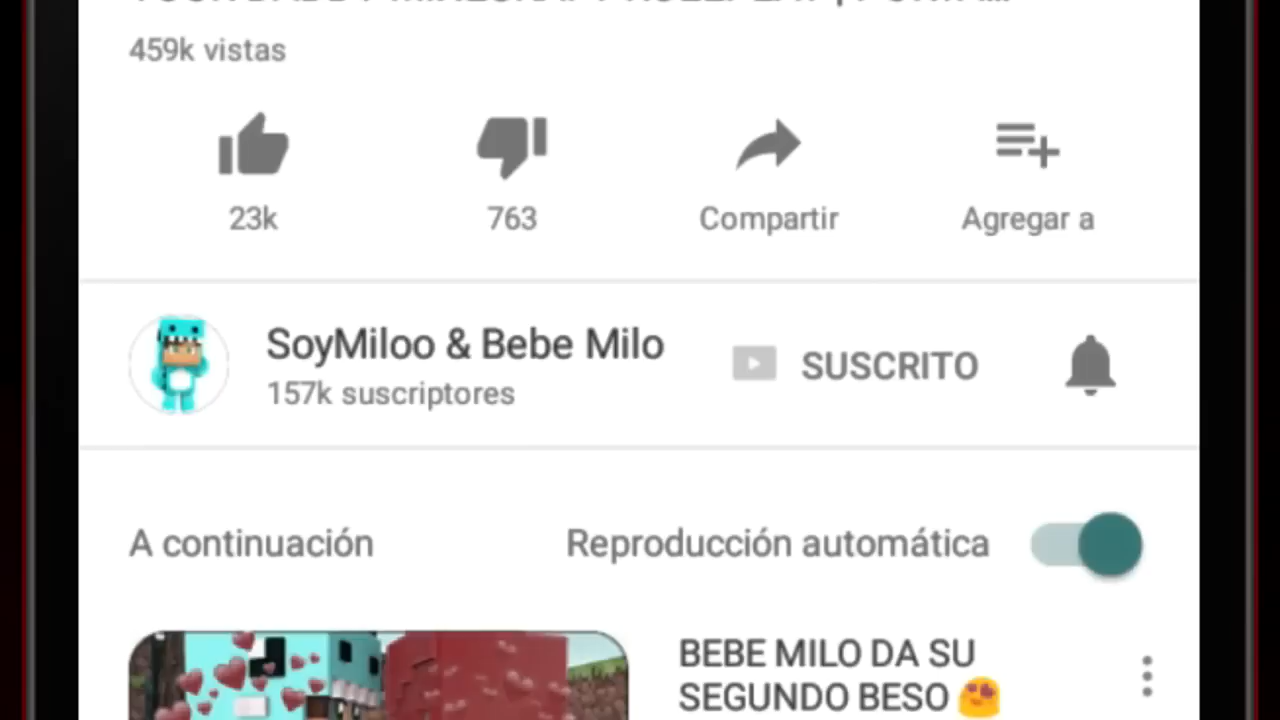 459k vistas
23k
763
Compartir
Agregar a
SoyMiloo & Bebe Milo
157k suscriptores
SUSCRITO
A continuación
Reproducción automática
BEBE MILO DA SU
SEGUNDO BESO 😍